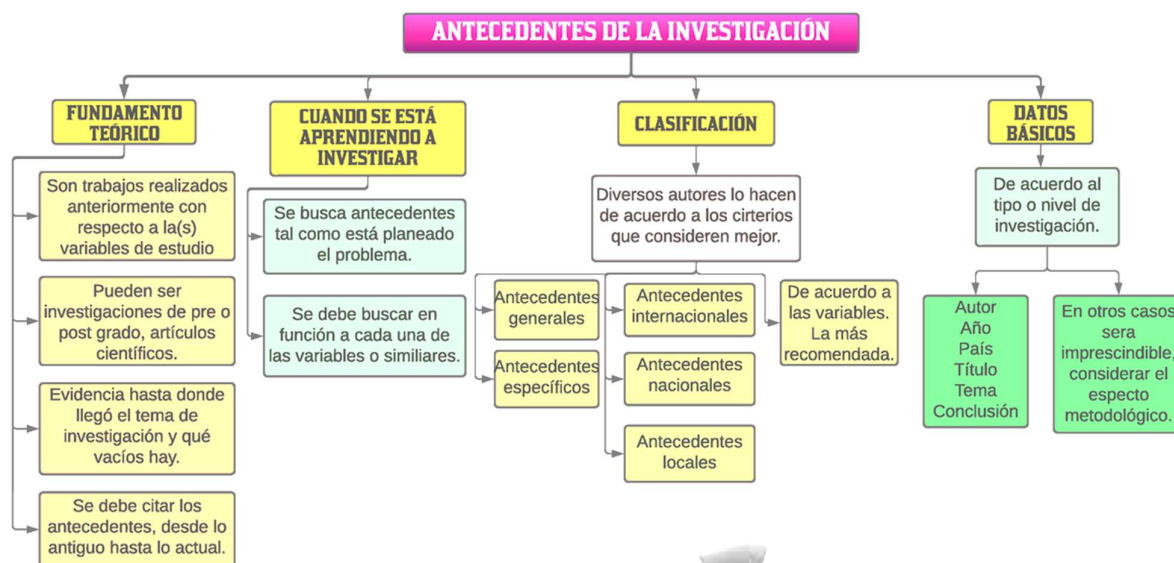 ANTECEDENTES DE LA INVESTIGACIÓN
FUNDAMENTO
TEÓRICO
Son trabajos realizados
anteriormente con
respecto a la(s)
variables de estudio
Pueden ser
investigaciones de pre o
post grado, artículos
científicos.
Evidencia hasta donde
llegó el tema de
investigación y qué
vacíos hay.
Se debe citar los
antecedentes, desde lo
antiguo hasta lo actual.
CUANDO SE ESTÁ
APRENDIENDO A
INVESTIGAR
Se busca antecedentes
tal como está planeado
el problema.
Se debe buscar en
función a cada una de
las variables o similiares.
CLASIFICACIÓN
Diversos autores lo hacen
de acuerdo a los cirterios
que consideren mejor.
Antecedentes
generales
Antecedentes
específicos
Antecedentes
internacionales
Antecedentes
nacionales
Antecedentes
locales
De acuerdo a
las variables.
La más
recomendada.
DATOS
BÁSICOS
De acuerdo al
tipo o nivel de
investigación.
Autor
Año
País
Título
Tema
Conclusión
En otros casos
sera
imprescindible,
considerar el
especto
metodológico.